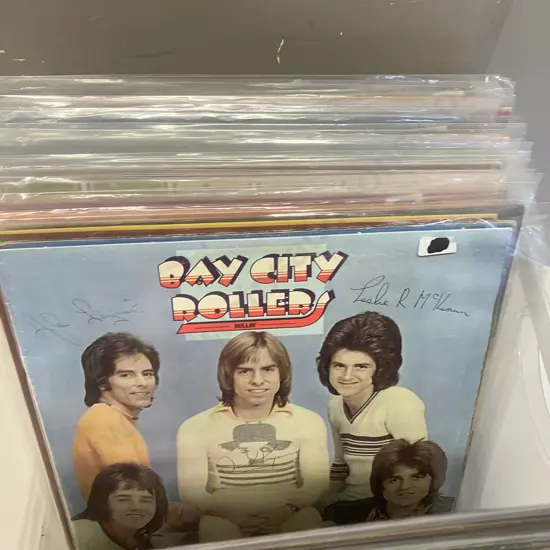 BAY CITY
ROLLERS
ROLLIN'
Leslie R McKeown